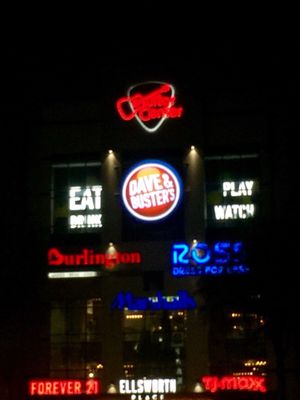 Guitar Center
DAVE &
BUSTER'S
EAT
DRINK
PLAY
WATCH
Burlington
ROSS
DRESS FOR LESS
Marshalls
FOREVER 21
ELLSWORTH
PLACE
TJ-maxx